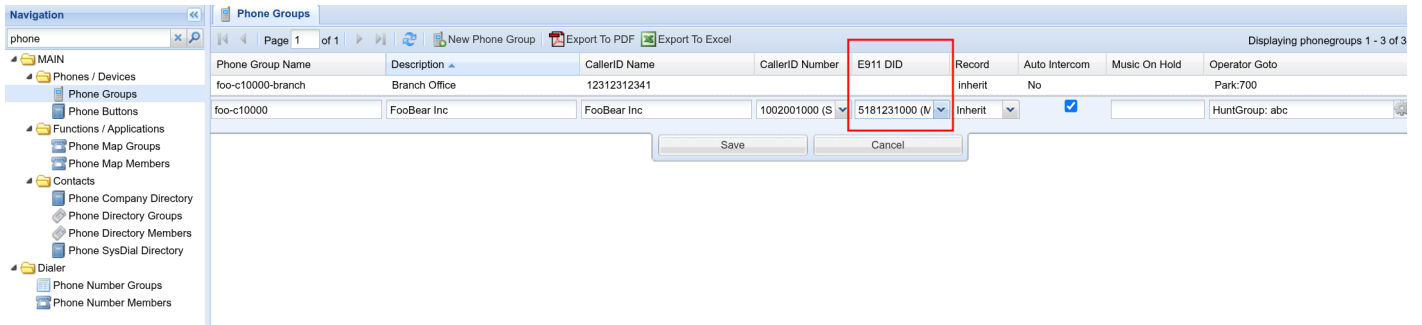 Navigation
phone
MAIN
Phones / Devices
Phone Groups
Phone Buttons
Functions / Applications
Phone Map Groups
Phone Map Members
Contacts
Phone Company Directory
Phone Directory Groups
Phone Directory Members
Phone SysDial Directory
Dialer
Phone Number Groups
Phone Number Members
Phone Groups
Page 1 of 1 New Phone Group Export To PDF Export To Excel Displaying phonegroups 1 - 3 of 3
Phone Group Name Description CallerID Name CallerID Number E911 DID Record Auto Intercom Music On Hold Operator Goto
foo-c10000-branch Branch Office 12312312341 inherit No Park:700
foo-c10000 FooBear Inc FooBear Inc 1002001000 (S 5181231000 (M Inherit HuntGroup: abc
Save Cancel